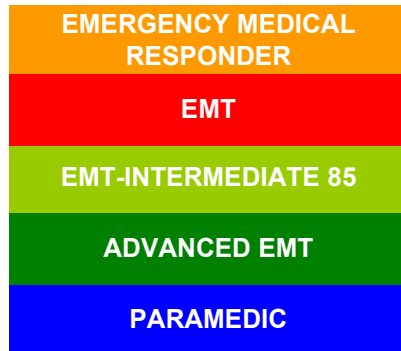 EMERGENCY MEDICAL
RESPONDER
EMT
EMT-INTERMEDIATE 85
ADVANCED EMT
PARAMEDIC